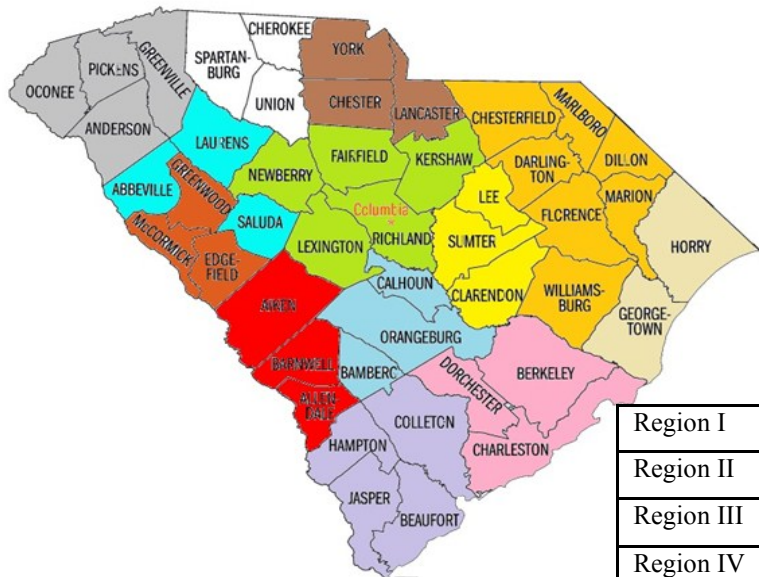 CHEROKEE
YORK
SPARTAN-
BURG
GREENVILLE
PICKENS
OCONEE
UNION
CHESTER
LANCASTER
CHESTERFIELD
MARLBORO
ANDERSON
LAURENS
FAIRFIELD
KERSHAW
DARLING-
TON
DILLON
NEWBERRY
ABBEVILLE
GREENWOOD
LEE
MARION
Columbia
SALUDA
FLORENCE
McCORMICK
LEXINGTON
RICHLAND
SUMTER
HORRY
EDGE-
FIELD
CALHOUN
CLARENDON
WILLIAMS-
BURG
AIKEN
GEORGE-
TOWN
ORANGEBURG
BARNWELL
BAMBERG
BERKELEY
DORCHESTER
ALLEN-
DALE
COLLETON
HAMPTON
CHARLESTON
JASPER
BEAUFORT
Region I
Region II
Region III
Region IV